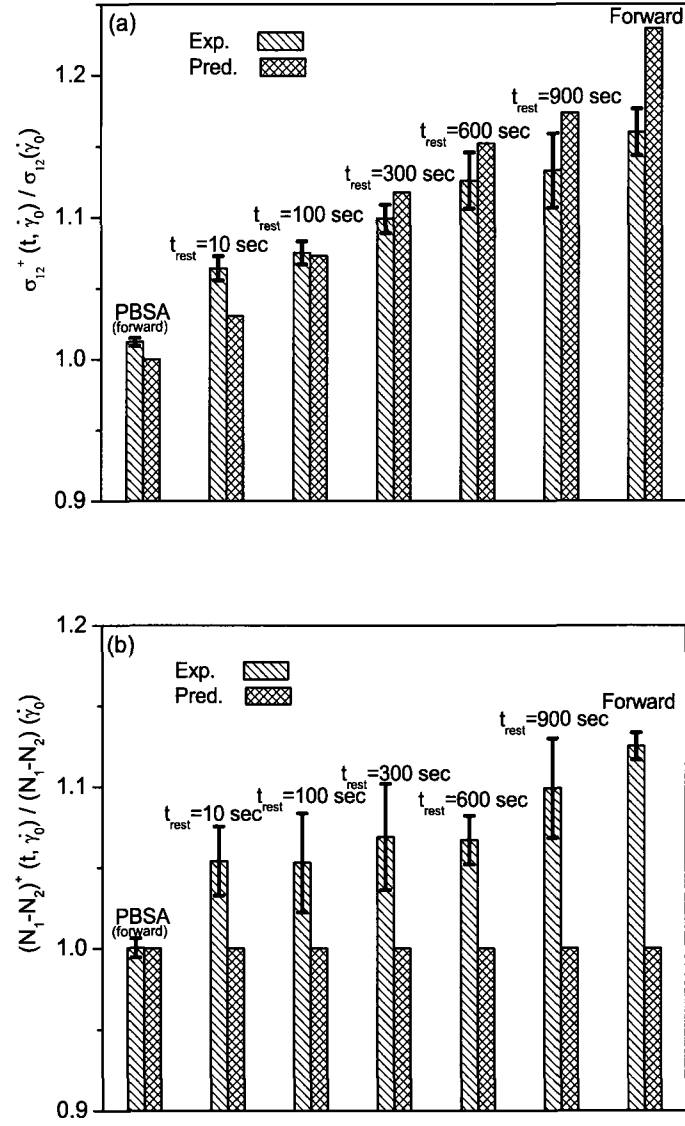 (a)
Exp.
Pred.
Forward
t_rest=900 sec
t_rest=600 sec
t_rest=300 sec
t_rest=100 sec
t_rest=10 sec
PBSA
(forward)
1.2
1.1
1.0
0.9
σ₁₂⁺ (t, γ̇₀) / σ₁₂(γ̇₀)
(b)
Exp.
Pred.
Forward
t_rest=900 sec
t_rest=300 sec
t_rest=100 sec
t_rest=600 sec
t_rest=10 sec
PBSA
(forward)
1.2
1.1
1.0
0.9
(N₁-N₂)⁺ (t, γ̇₀) / (N₁-N₂) (γ̇₀)